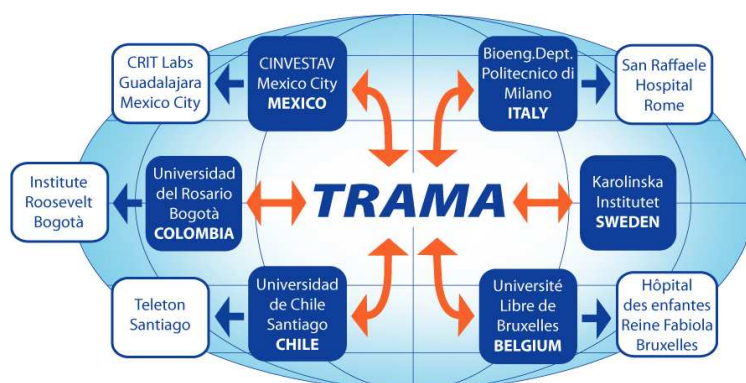 CRIT Labs
Guadalajara
Mexico City
CINVESTAV
Mexico City
MEXICO
Bioeng.Dept.
Politecnico di
Milano
ITALY
San Raffaele
Hospital
Rome
Institute
Roosevelt
Bogotà
Universidad
del Rosario
Bogotà
COLOMBIA
TRAMA
Karolinska
Institutet
SWEDEN
Teleton
Santiago
Universidad
de Chile
Santiago
CHILE
Université
Libre de
Bruxelles
BELGIUM
Hôpital
des enfantes
Reine Fabiola
Bruxelles